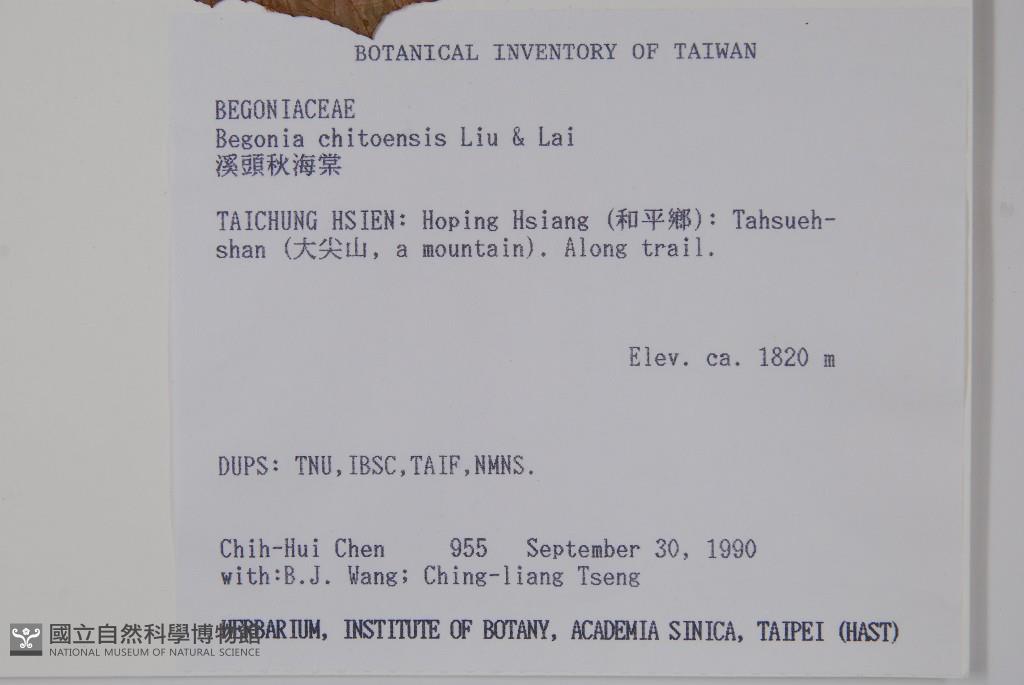 BOTANICAL INVENTORY OF TAIWAN
BEGONIACEAE
Begonia chitoensis Liu & Lai
溪頭秋海棠
TAICHUNG HSIEN: Hoping Hsiang (和平鄉): Tahsueh-
shan (大尖山, a mountain). Along trail.
Elev. ca. 1820 m
DUPS: TNU,IBSC,TAIF,NMNS.
Chih-Hui Chen 955 September 30, 1990
with:B.J. Wang; Ching-liang Tseng
HERBARIUM, INSTITUTE OF BOTANY, ACADEMIA SINICA, TAIPEI (HAST)
國立自然科學博物館
NATIONAL MUSEUM OF NATURAL SCIENCE